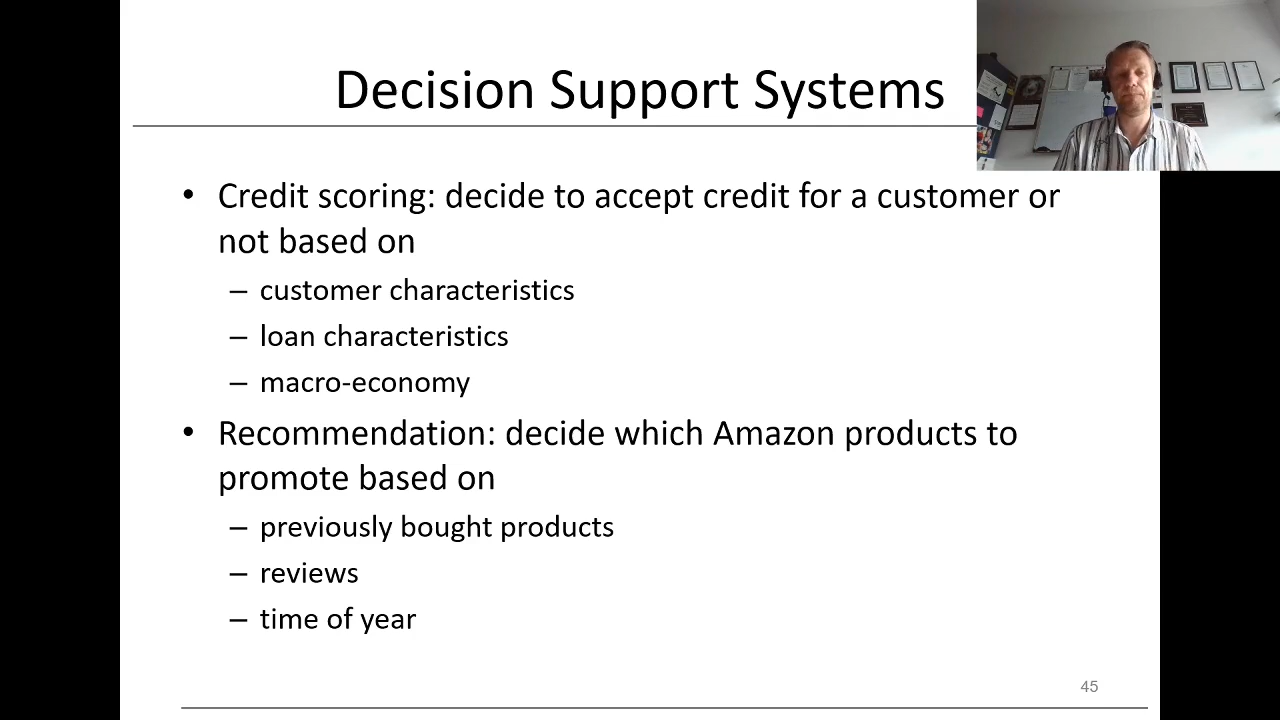 Decision Support Systems
• Credit scoring: decide to accept credit for a customer or
not based on
– customer characteristics
– loan characteristics
– macro-economy
• Recommendation: decide which Amazon products to
promote based on
– previously bought products
– reviews
– time of year
45